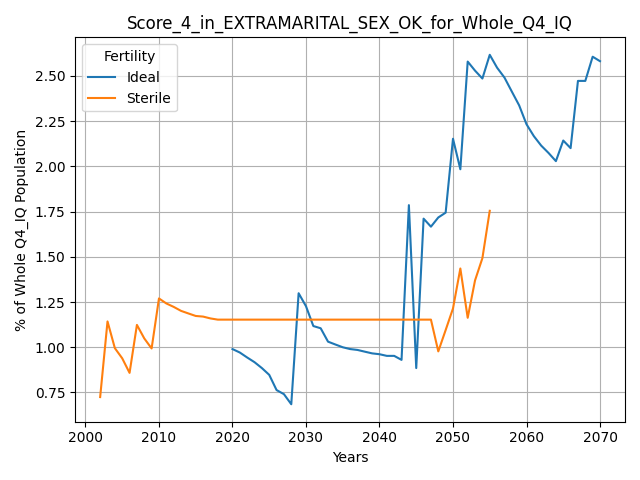 Score_4_in_EXTRAMARITAL_SEX_OK_for_Whole_Q4_IQ
Fertility
Ideal
Sterile
% of Whole Q4_IQ Population
2.50
2.25
2.00
1.75
1.50
1.25
1.00
0.75
2000 2010 2020 2030 2040 2050 2060 2070
Years